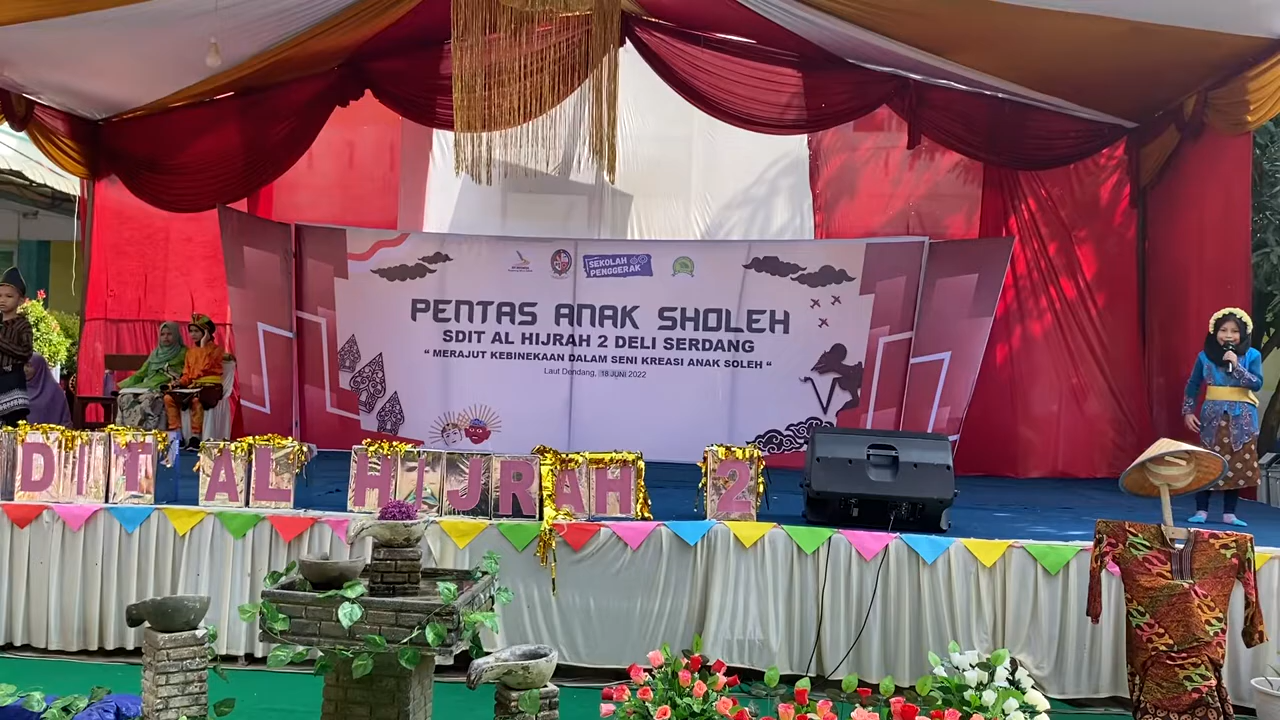 SEKOLAH
PENGGERAK
PENTAS ANAK SHOLEH
SDIT AL HIJRAH 2 DELI SERDANG
“ MERAJUT KEBINEKAAN DALAM SENI KREASI ANAK SOLEH “
Laut Dendang, 18 JUNI 2022
DIT AL HIJRAH 2